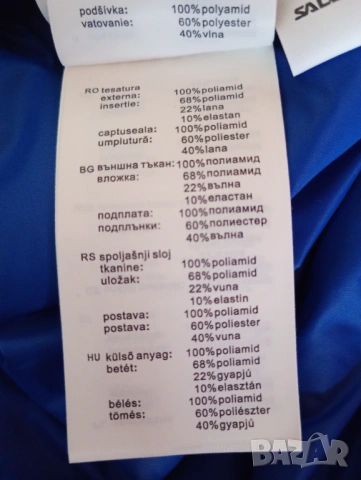 podšívka: 100%polyamid
vatovanie: 60%polyester
40%vlna
RO tesatura 100%poliamid
externa: 68%poliamid
insertie: 22%lana
10%elastan
captuseala: 100%poliamid
umplutură: 60%poliester
40%lana
BG външна тъкан: 100%полиамид
вложка: 68%полиамид
22%вълна
10%еластан
подплата: 100%полиамид
подплънки: 60%полиестер
40%вълна
RS spoljašnji sloj
tkanine: 100%poliamid
uložak: 68%poliamid
22%vuna
10%elastin
postava: 100%poliamid
postava: 60%poliester
40%vuna
HU külső anyag: 100%poliamid
betét: 68%poliamid
22%gyapjú
10%elasztán
bélés: 100%poliamid
tömés: 60%poliészter
40%gyapjú
bazar.bg